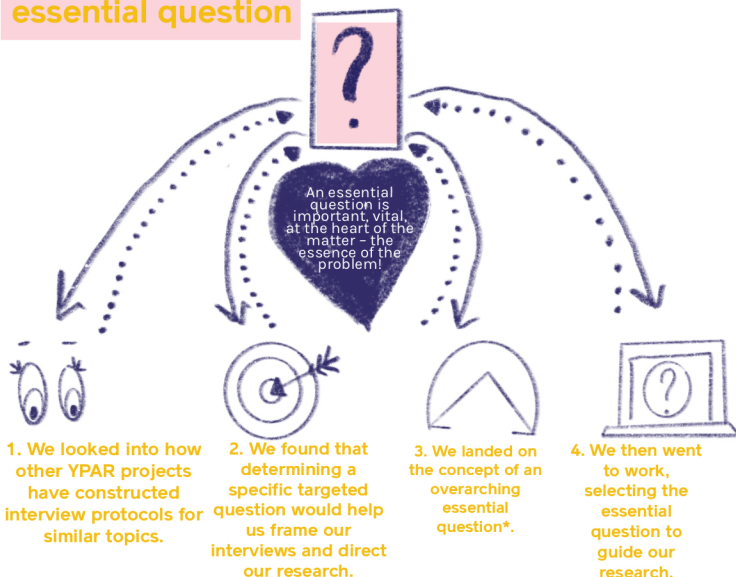 essential question
?
An essential
question is
important, vital,
at the heart of the
matter – the
essence of the
problem!
?
1. We looked into how
other YPAR projects
have constructed
interview protocols for
similar topics.
2. We found that
determining a
specific targeted
question would help
us frame our
interviews and direct
our research.
3. We landed on
the concept of an
overarching
essential
question*.
4. We then went
to work,
selecting the
essential
question to
guide our
research.